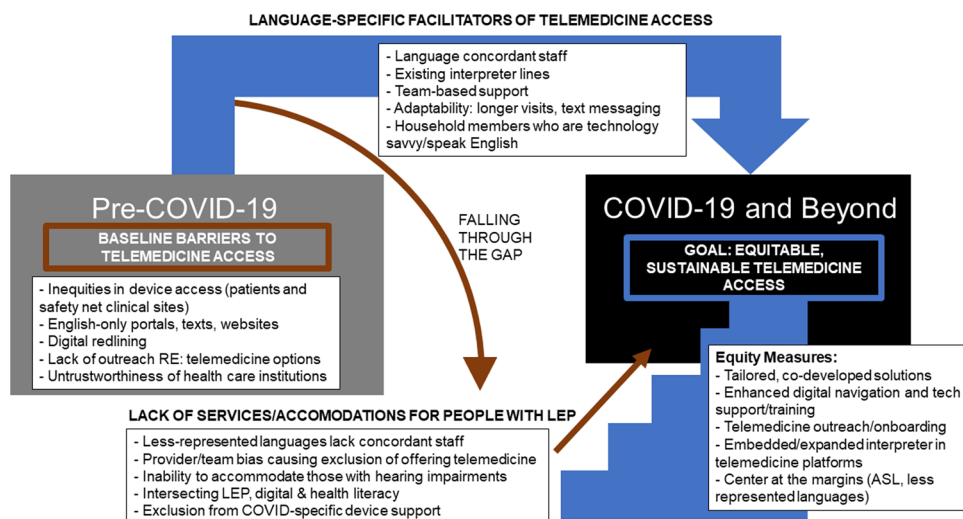 LANGUAGE-SPECIFIC FACILITATORS OF TELEMEDICINE ACCESS
- Language concordant staff
- Existing interpreter lines
- Team-based support
- Adaptability: longer visits, text messaging
- Household members who are technology
savvy/speak English
Pre-COVID-19
BASELINE BARRIERS TO
TELEMEDICINE ACCESS
- Inequities in device access (patients and
safety net clinical sites)
- English-only portals, texts, websites
- Digital redlining
- Lack of outreach RE: telemedicine options
- Untrustworthiness of health care institutions
FALLING
THROUGH
THE GAP
COVID-19 and Beyond
GOAL: EQUITABLE,
SUSTAINABLE TELEMEDICINE
ACCESS
LACK OF SERVICES/ACCOMODATIONS FOR PEOPLE WITH LEP
- Less-represented languages lack concordant staff
- Provider/team bias causing exclusion of offering telemedicine
- Inability to accommodate those with hearing impairments
- Intersecting LEP, digital & health literacy
- Exclusion from COVID-specific device support
Equity Measures:
- Tailored, co-developed solutions
- Enhanced digital navigation and tech
support/training
- Telemedicine outreach/onboarding
- Embedded/expanded interpreter in
telemedicine platforms
- Center at the margins (ASL, less
represented languages)